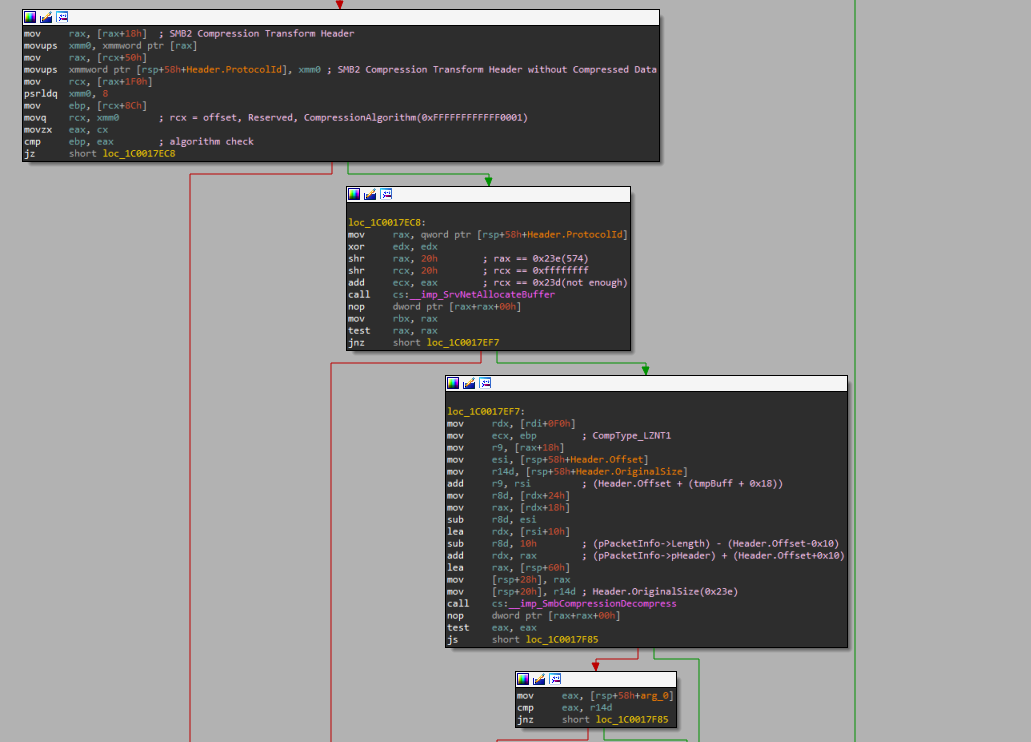 mov rax, [rax+18h] ; SMB2 Compression Transform Header
movups xmm0, xmmword ptr [rax]
mov rax, [rcx+50h]
movups xmmword ptr [rsp+58h+Header.ProtocolId], xmm0 ; SMB2 Compression Transform Header without Compressed Data
mov rcx, [rax+1F0h]
psrldq xmm0, 8
mov ebp, [rcx+8Ch]
movq rcx, xmm0 ; rcx = offset, Reserved, CompressionAlgorithm(0xFFFFFFFFFFFF0001)
movzx eax, cx
cmp ebp, eax ; algorithm check
jz short loc_1C0017EC8
loc_1C0017EC8:
mov rax, qword ptr [rsp+58h+Header.ProtocolId]
xor edx, edx
shr rax, 20h ; rax == 0x23e(574)
shr rcx, 20h ; rcx == 0xffffffff
add ecx, eax ; rcx == 0x23d(not enough)
call cs:__imp_SrvNetAllocateBuffer
nop dword ptr [rax+rax+00h]
mov rbx, rax
test rax, rax
jnz short loc_1C0017EF7
loc_1C0017EF7:
mov rdx, [rdi+0F0h]
mov ecx, ebp ; CompType_LZNT1
mov r9, [rax+18h]
mov esi, [rsp+58h+Header.Offset]
mov r14d, [rsp+58h+Header.OriginalSize]
add r9, rsi ; (Header.Offset + (tmpBuff + 0x18))
mov r8d, [rdx+24h]
mov rax, [rdx+18h]
sub r8d, esi
lea rdx, [rsi+10h]
sub r8d, 10h ; (pPacketInfo->Length) - (Header.Offset-0x10)
add rdx, rax ; (pPacketInfo->pHeader) + (Header.Offset+0x10)
lea rax, [rsp+60h]
mov [rsp+28h], rax
mov [rsp+20h], r14d ; Header.OriginalSize(0x23e)
call cs:__imp_SmbCompressionDecompress
nop dword ptr [rax+rax+00h]
test eax, eax
js short loc_1C0017F85
mov eax, [rsp+58h+arg_0]
cmp eax, r14d
jnz short loc_1C0017F85